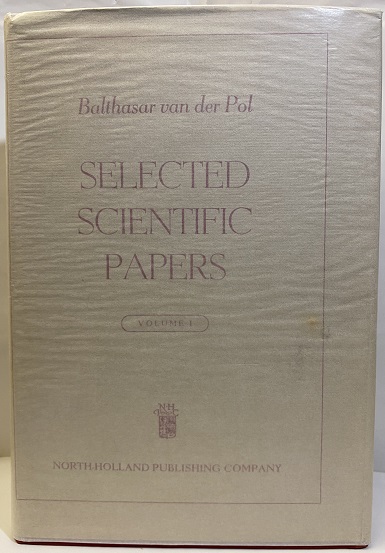 Balthasar van der Pol
SELECTED
SCIENTIFIC
PAPERS
VOLUME I
NORTH-HOLLAND PUBLISHING COMPANY